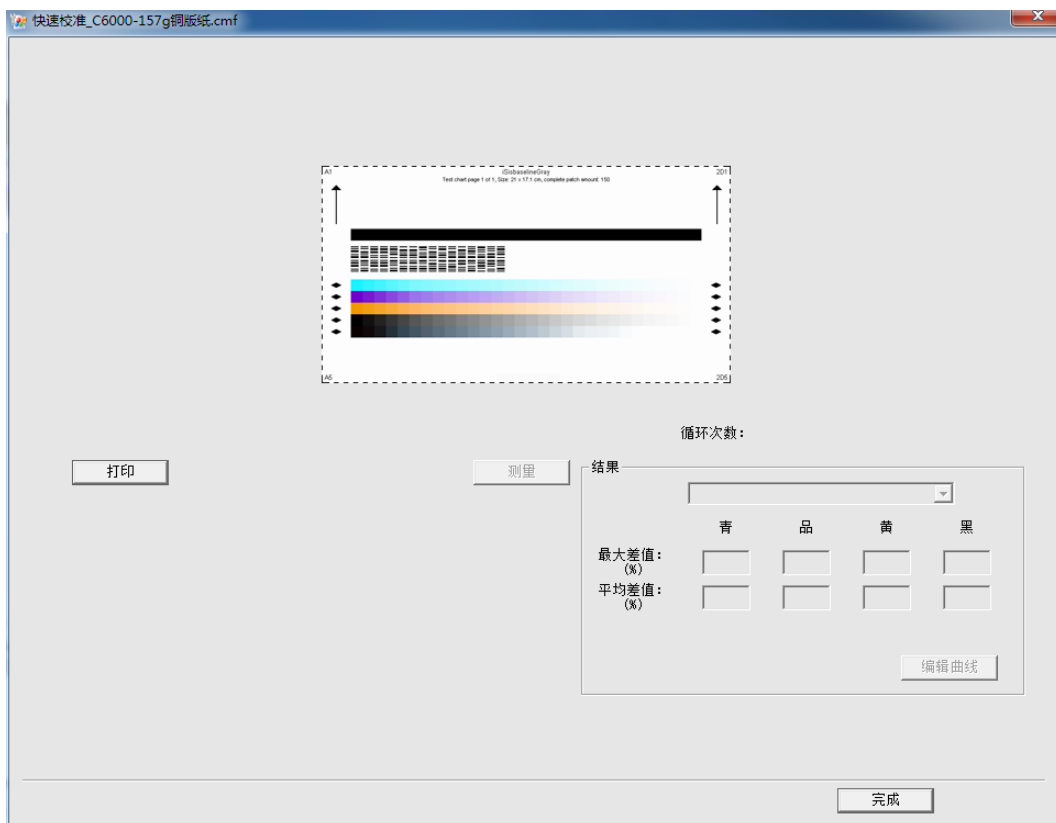 快速校准_C6000-157g铜版纸.cmf
A1
iSisbaselineGray
2D1
Test chart page 1 of 1, Size: 21 x 17.1 cm, complete patch amount: 150
A5
2D5
循环次数：
打印
测量
结果
青 品 黄 黑
最大差值：
(%)
平均差值：
(%)
编辑曲线
完成